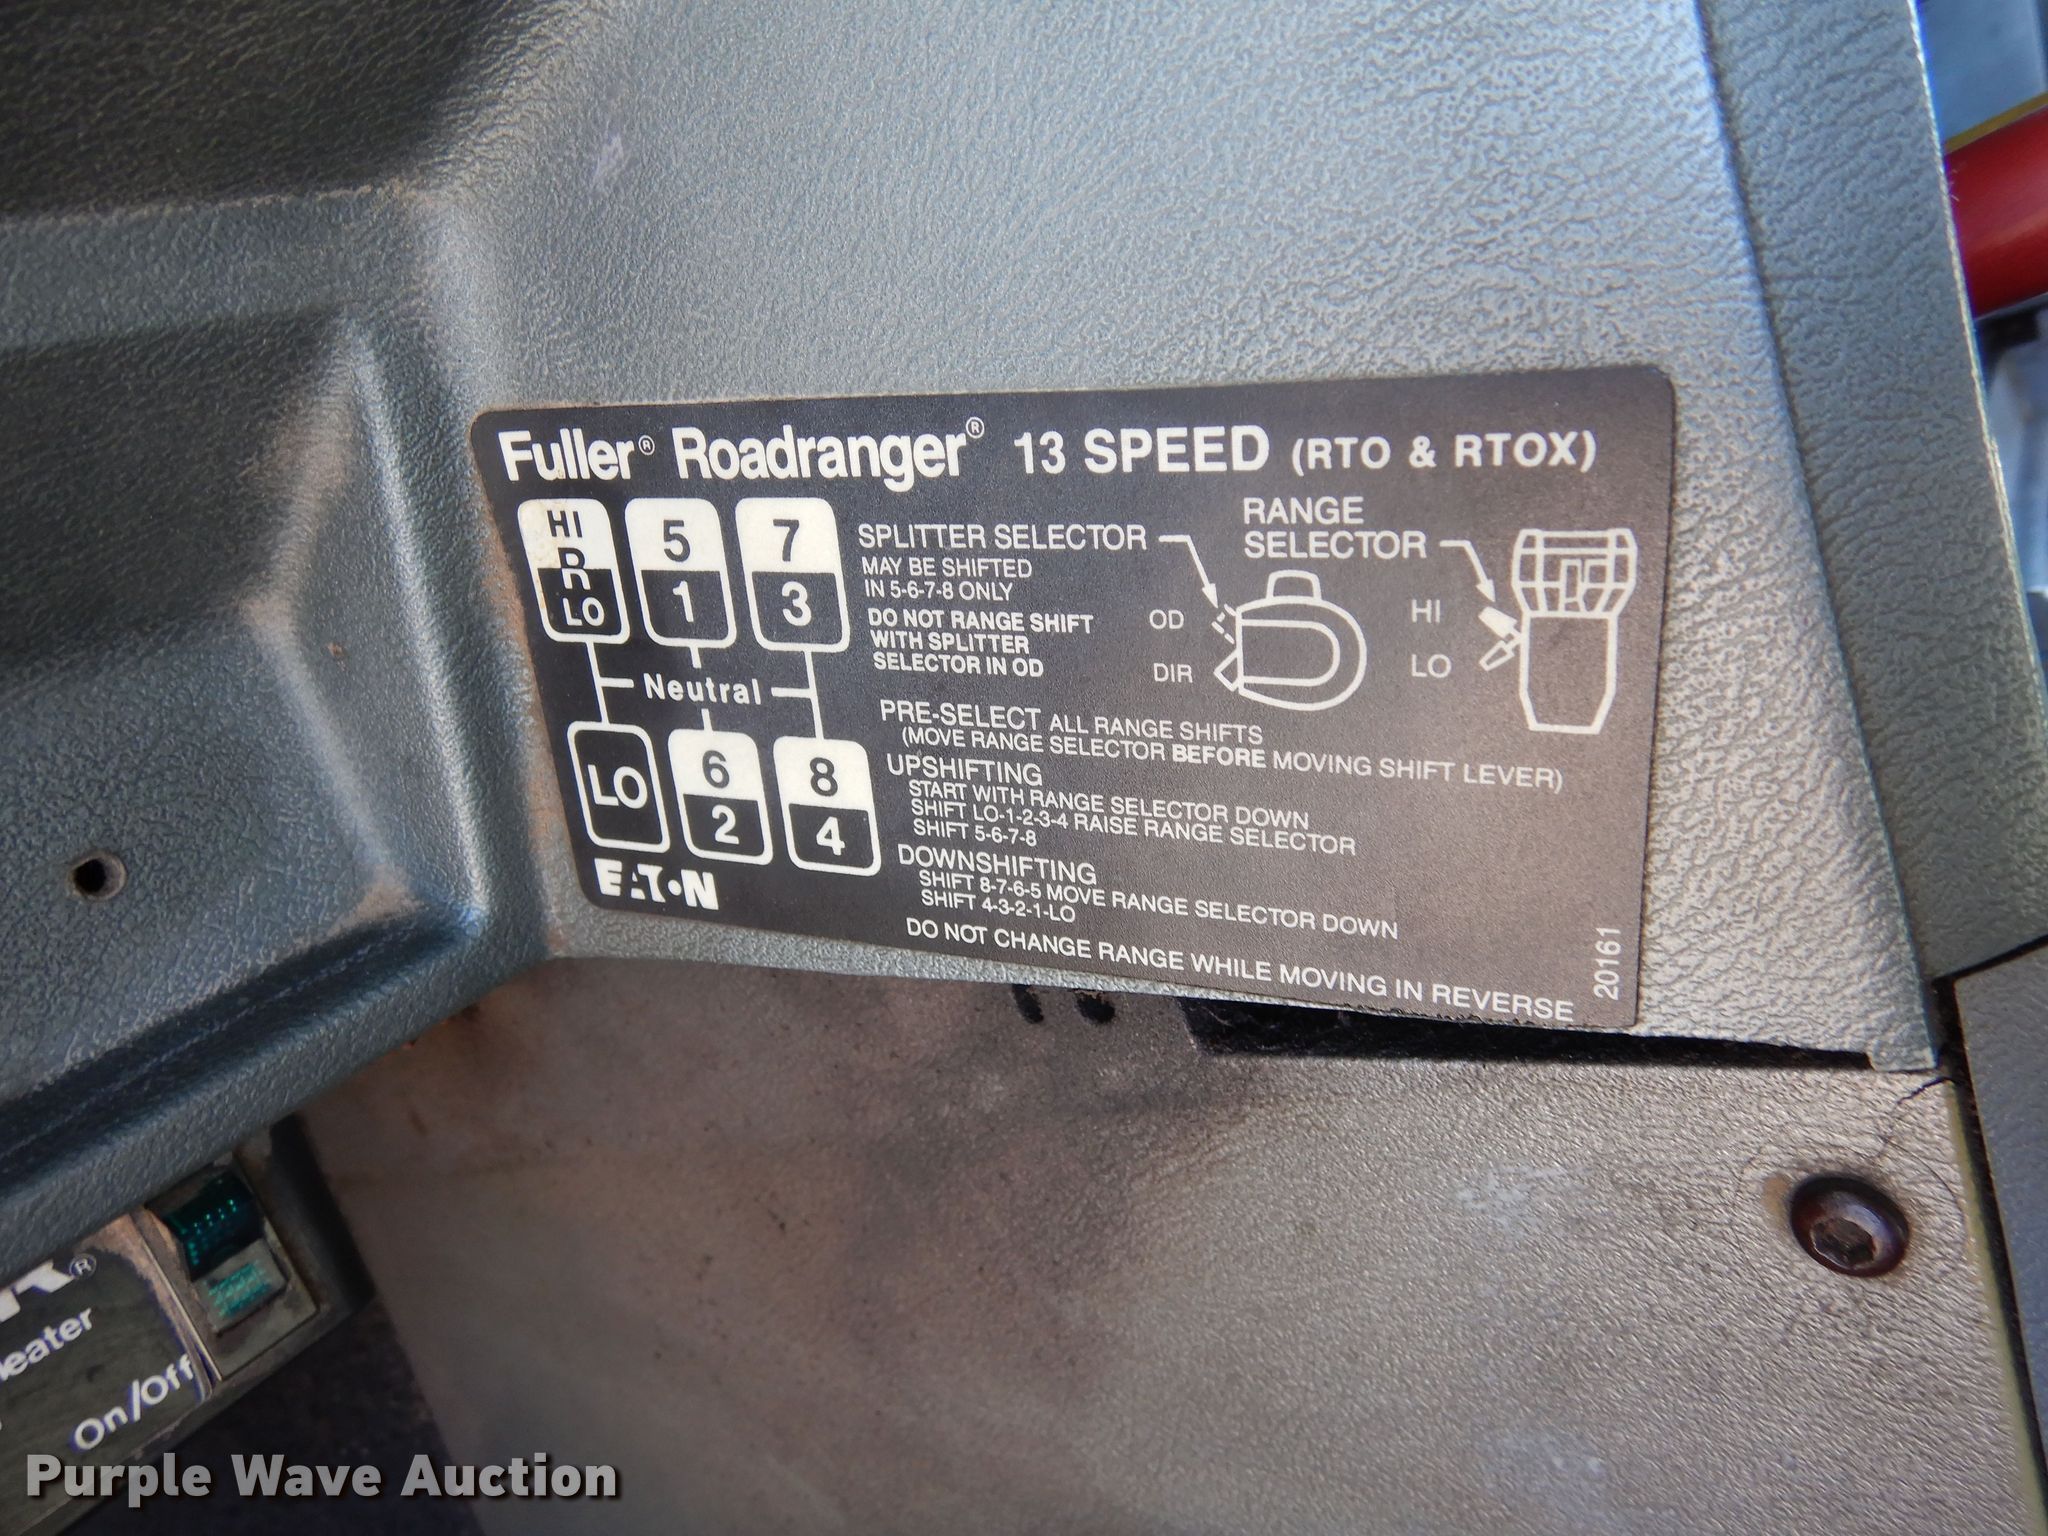 Fuller® Roadranger® 13 SPEED (RTO & RTOX)
HI
R
LO
5
1
7
3
Neutral
LO
6
2
8
4
EATON
SPLITTER SELECTOR
MAY BE SHIFTED
IN 5-6-7-8 ONLY
DO NOT RANGE SHIFT
WITH SPLITTER
SELECTOR IN OD
OD
DIR
RANGE
SELECTOR
HI
LO
PRE-SELECT ALL RANGE SHIFTS
(MOVE RANGE SELECTOR BEFORE MOVING SHIFT LEVER)
UPSHIFTING
START WITH RANGE SELECTOR DOWN
SHIFT LO-1-2-3-4 RAISE RANGE SELECTOR
SHIFT 5-6-7-8
DOWNSHIFTING
SHIFT 8-7-6-5 MOVE RANGE SELECTOR DOWN
SHIFT 4-3-2-1-LO
DO NOT CHANGE RANGE WHILE MOVING IN REVERSE
20161
On/Off
Purple Wave Auction